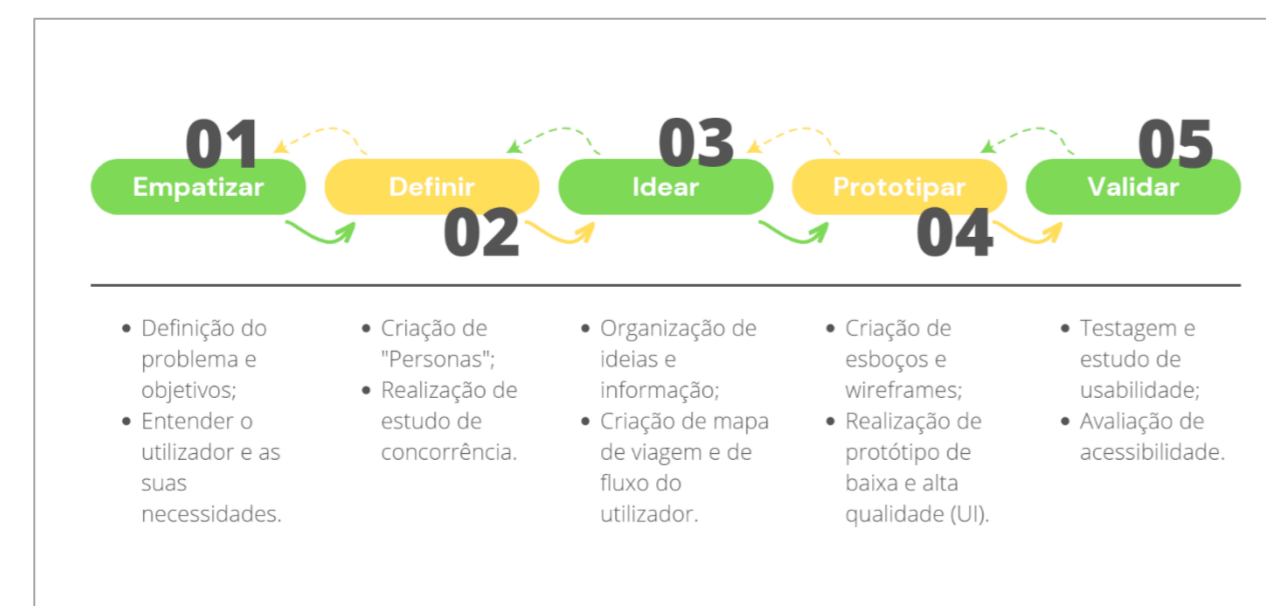 01
Empatizar
Definir
02
03
Idear
Prototipar
04
05
Validar
• Definição do
problema e
objetivos;
• Entender o
utilizador e as
suas
necessidades.
• Criação de
"Personas";
• Realização de
estudo de
concorrência.
• Organização de
ideias e
informação;
• Criação de mapa
de viagem e de
fluxo do
utilizador.
• Criação de
esboços e
wireframes;
• Realização de
protótipo de
baixa e alta
qualidade (UI).
• Testagem e
estudo de
usabilidade;
• Avaliação de
acessibilidade.